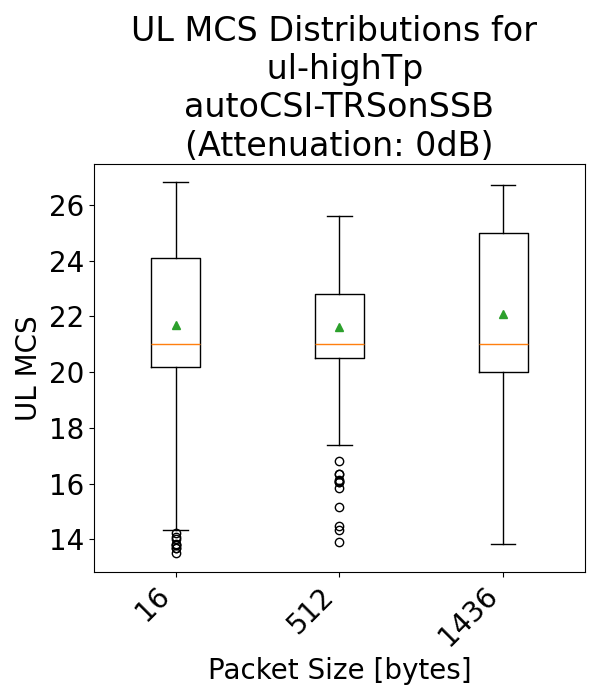 UL MCS Distributions for
ul-highTp
autoCSI-TRSonSSB
(Attenuation: 0dB)
26
24
22
20
18
16
14
UL MCS
16
512
1436
Packet Size [bytes]